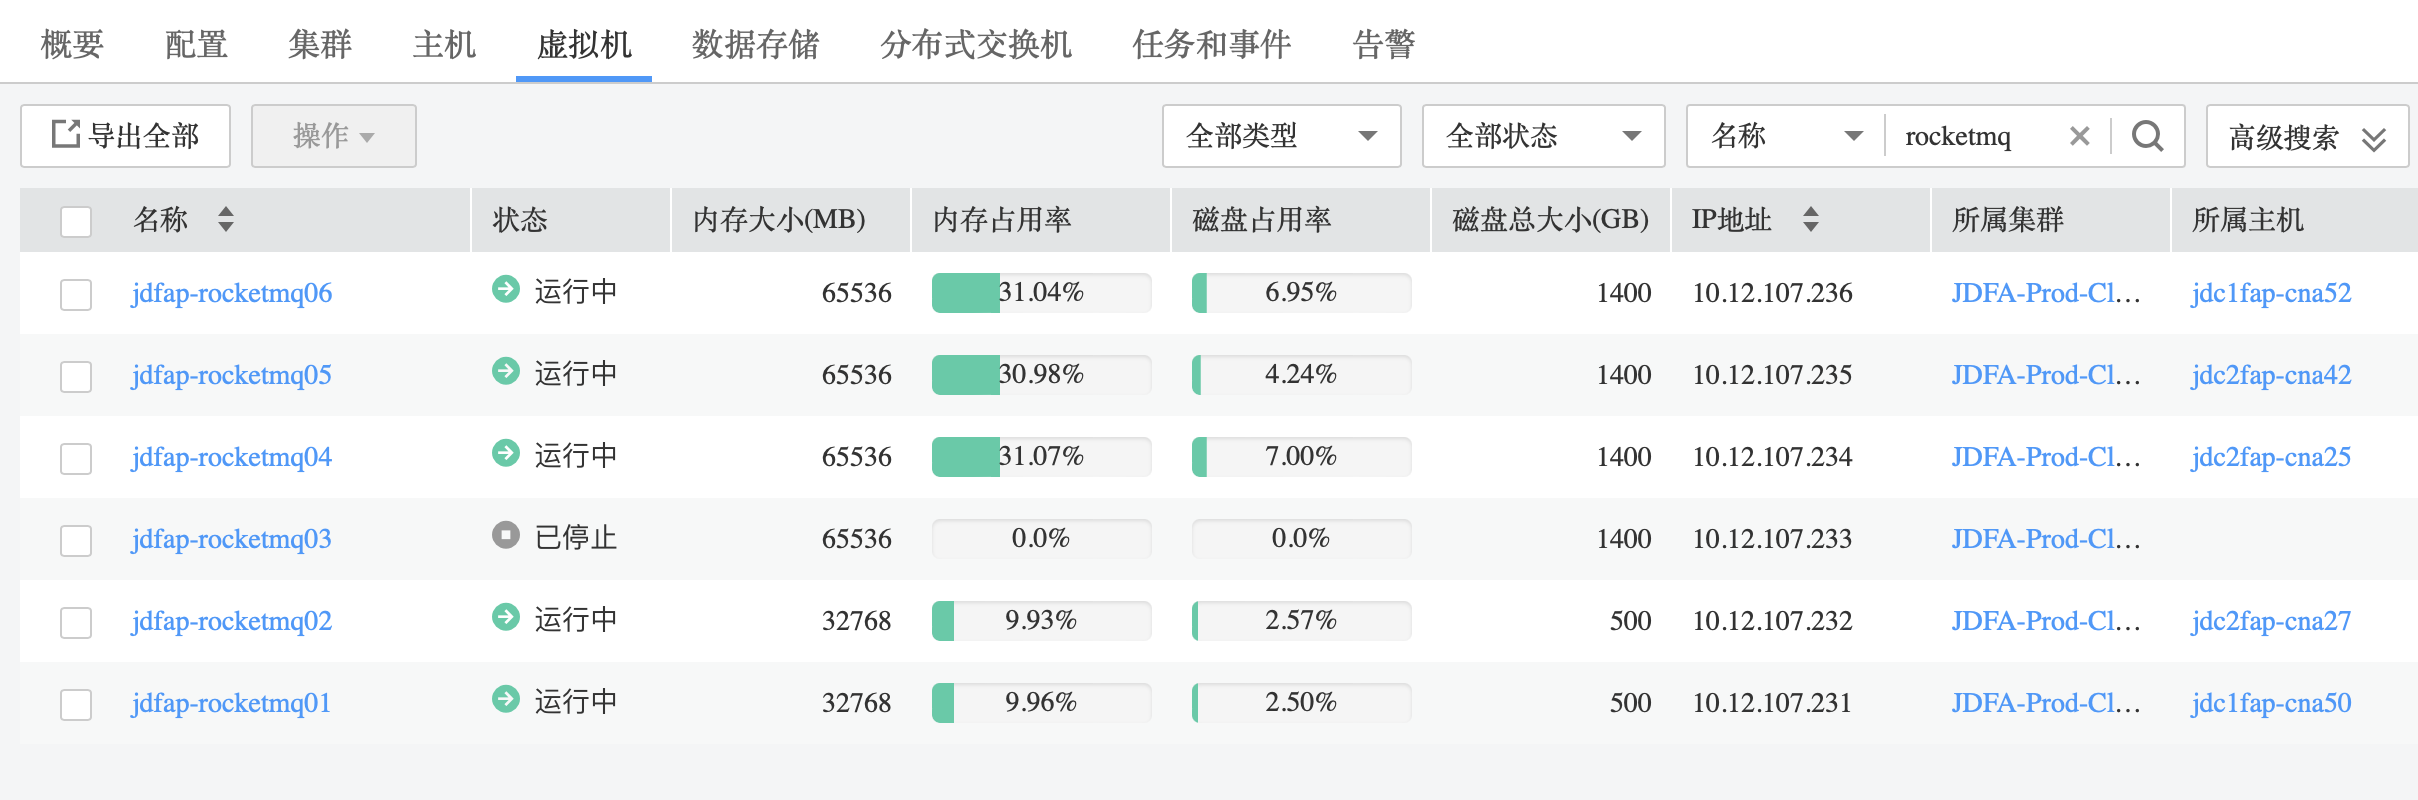 概要 配置 集群 主机 虚拟机 数据存储 分布式交换机 任务和事件 告警
导出全部 操作 全部类型 全部状态 名称 rocketmq 高级搜索
名称 状态 内存大小(MB) 内存占用率 磁盘占用率 磁盘总大小(GB) IP地址 所属集群 所属主机
jdfap-rocketmq06 运行中 65536 31.04% 6.95% 1400 10.12.107.236 JDFA-Prod-Cl... jdc1fap-cna52
jdfap-rocketmq05 运行中 65536 30.98% 4.24% 1400 10.12.107.235 JDFA-Prod-Cl... jdc2fap-cna42
jdfap-rocketmq04 运行中 65536 31.07% 7.00% 1400 10.12.107.234 JDFA-Prod-Cl... jdc2fap-cna25
jdfap-rocketmq03 已停止 65536 0.0% 0.0% 1400 10.12.107.233 JDFA-Prod-Cl...
jdfap-rocketmq02 运行中 32768 9.93% 2.57% 500 10.12.107.232 JDFA-Prod-Cl... jdc2fap-cna27
jdfap-rocketmq01 运行中 32768 9.96% 2.50% 500 10.12.107.231 JDFA-Prod-Cl... jdc1fap-cna50